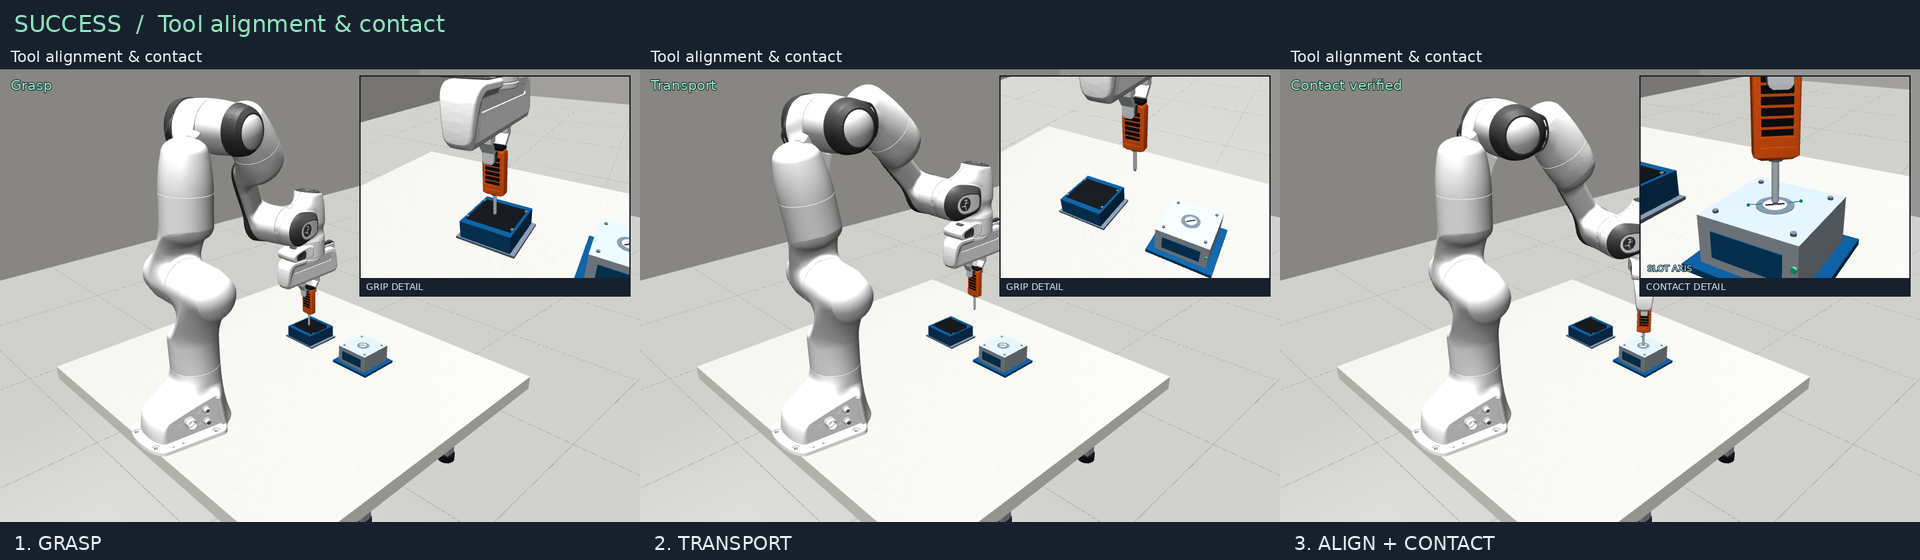 SUCCESS / Tool alignment & contact
Tool alignment & contact
Grasp
GRIP DETAIL
1. GRASP
Tool alignment & contact
Transport
GRIP DETAIL
2. TRANSPORT
Tool alignment & contact
Contact verified
SLOT AXIS
CONTACT DETAIL
3. ALIGN + CONTACT